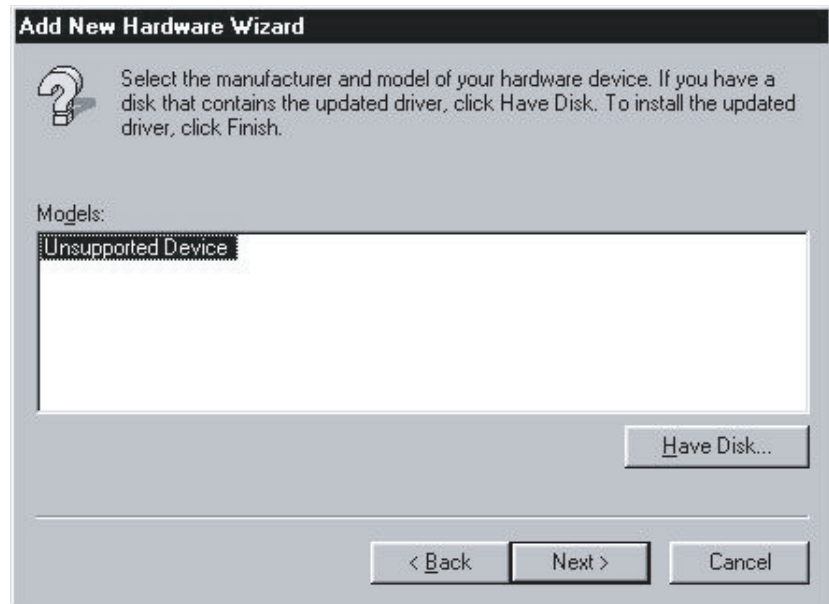 Add New Hardware Wizard
Select the manufacturer and model of your hardware device. If you have a
disk that contains the updated driver, click Have Disk. To install the updated
driver, click Finish.
Models:
Unsupported Device
Have Disk...
< Back
Next >
Cancel